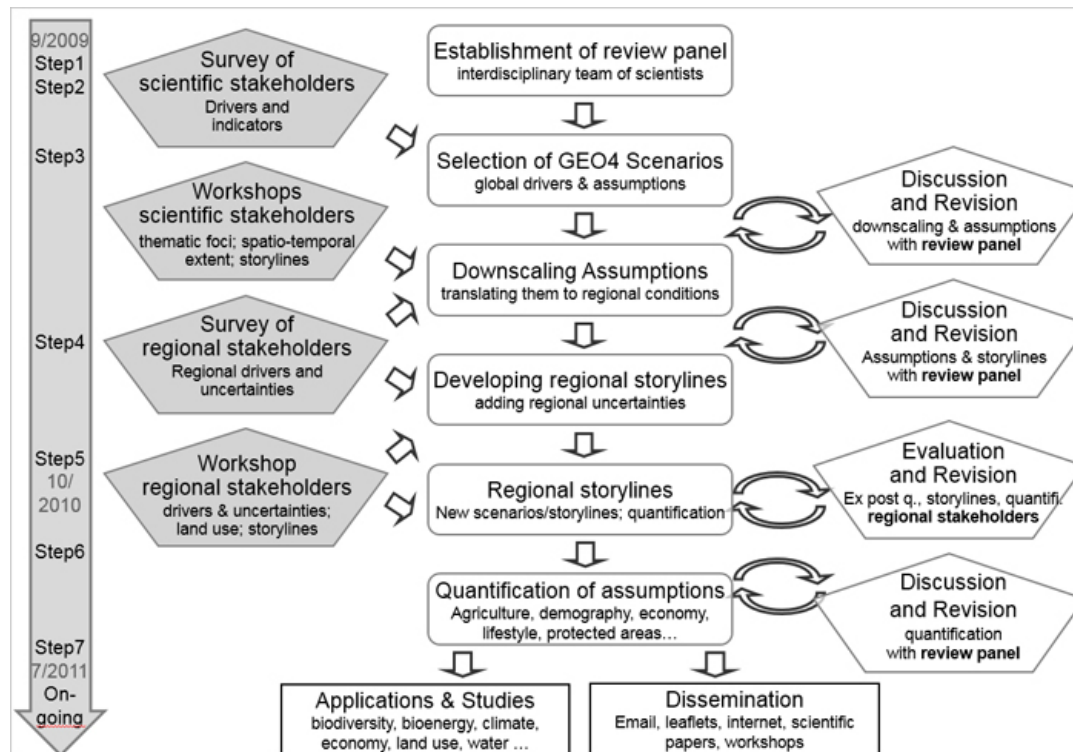 9/2009
Step1
Step2
Step3
Step4
Step5
10/
2010
Step6
Step7
7/2011
On-
going
Survey of
scientific stakeholders
Drivers and
indicators
Workshops
scientific stakeholders
thematic foci; spatio-temporal
extent; storylines
Survey of
regional stakeholders
Regional drivers and
uncertainties
Workshop
regional stakeholders
drivers & uncertainties;
land use; storylines
Establishment of review panel
interdisciplinary team of scientists
Selection of GEO4 Scenarios
global drivers & assumptions
Downscaling Assumptions
translating them to regional conditions
Developing regional storylines
adding regional uncertainties
Regional storylines
New scenarios/storylines; quantification
Quantification of assumptions
Agriculture, demography, economy,
lifestyle, protected areas…
Discussion
and Revision
downscaling & assumptions
with review panel
Discussion
and Revision
Assumptions & storylines
with review panel
Evaluation
and Revision
Ex post q., storylines, quantifi.
regional stakeholders
Discussion
and Revision
quantification
with review panel
Applications & Studies
biodiversity, bioenergy, climate,
economy, land use, water …
Dissemination
Email, leaflets, internet, scientific
papers, workshops